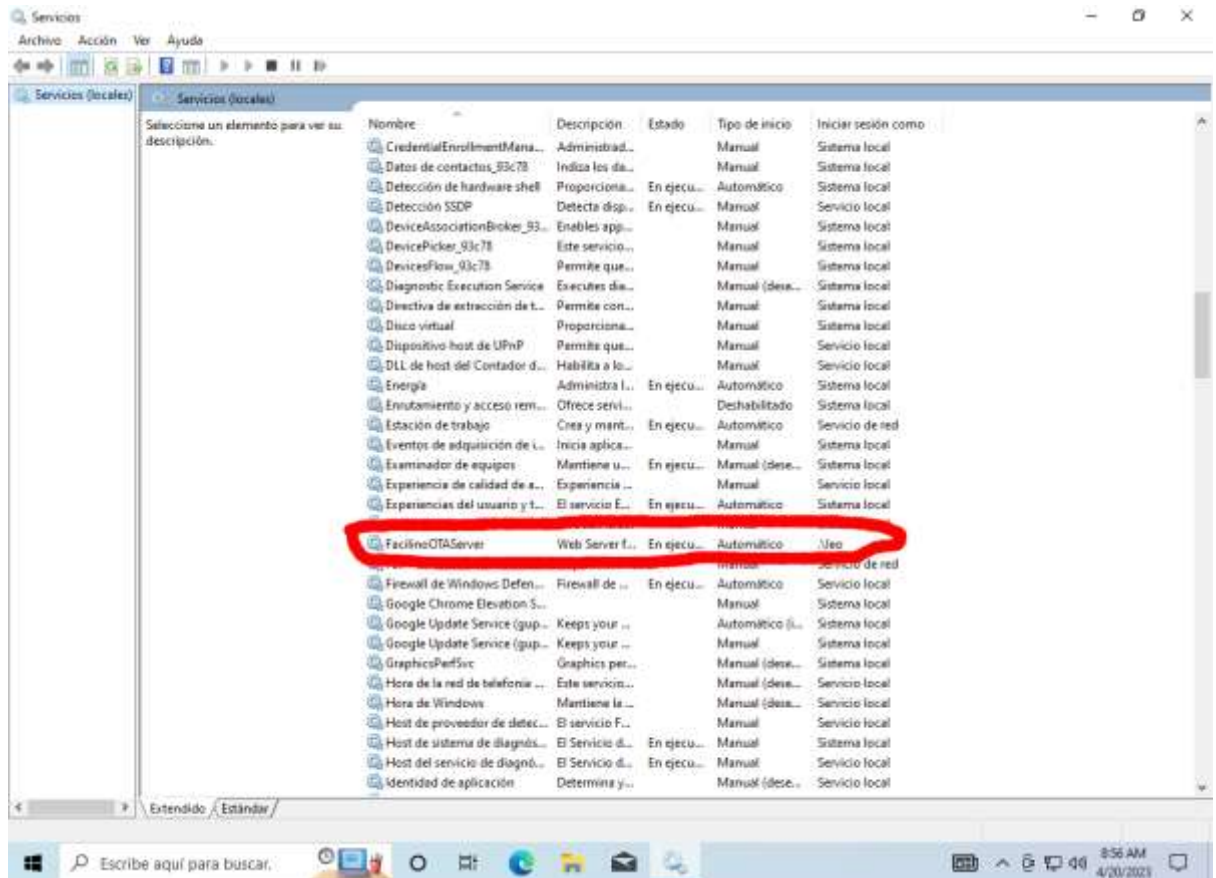 Servicios
Archivo Acción Ver Ayuda
Servicios (locales)
Servicios (locales)
Seleccione un elemento para ver su
descripción.
Nombre Descripción Estado Tipo de inicio Iniciar sesión como
CredentialEnrollmentMana... Administrad... Manual Sistema local
Datos de contactos_93c78 Indiza los da... Manual Sistema local
Detección de hardware shell Proporciona... En ejecu... Automático Sistema local
Detección SSDP Detecta disp... En ejecu... Manual Servicio local
DeviceAssociationBroker_93... Enables app... Manual Sistema local
DevicePicker_93c78 Este servicio... Manual Sistema local
DevicesFlow_93c78 Permite que... Manual Sistema local
Diagnostic Execution Service Executes dia... Manual (dese... Sistema local
Directiva de extracción de t... Permite con... Manual Sistema local
Disco virtual Proporciona... Manual Sistema local
Dispositivo host de UPnP Permite que... Manual Servicio local
DLL de host del Contador d... Habilita a lo... Manual Servicio local
Energía Administra l... En ejecu... Automático Sistema local
Enrutamiento y acceso rem... Ofrece servi... Deshabilitado Sistema local
Estación de trabajo Crea y mant... En ejecu... Automático Servicio de red
Eventos de adquisición de i... Inicia aplica... Manual Sistema local
Examinador de equipos Mantiene u... En ejecu... Manual (dese... Sistema local
Experiencia de calidad de a... Experiencia ... Manual Servicio local
Experiencias del usuario y t... El servicio E... En ejecu... Automático Sistema local
FacilinoOTAServer Web Server f... En ejecu... Automático
Manual Servicio de red
Firewall de Windows Defen... Firewall de ... En ejecu... Automático Servicio local
Google Chrome Elevation S... Manual Sistema local
Google Update Service (gup... Keeps your ... Automático (i... Sistema local
Google Update Service (gup... Keeps your ... Manual Sistema local
GraphicsPerfSvc Graphics per... Manual (dese... Sistema local
Hora de la red de telefonía ... Este servicio... Manual (dese... Servicio local
Hora de Windows Mantiene la ... Manual (dese... Servicio local
Host de proveedor de detec... El servicio F... Manual Servicio local
Host de sistema de diagnós... El Servicio d... En ejecu... Manual Sistema local
Host del servicio de diagnó... El Servicio d... En ejecu... Manual Servicio local
Identidad de aplicación Determina y... Manual (dese... Servicio local
Extendido Estándar
Escribe aquí para buscar.
8:56 AM
4/20/2023